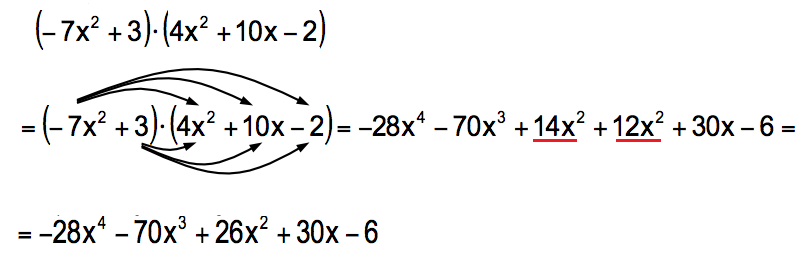 (−7x² + 3)·(4x² + 10x − 2)
= (−7x² + 3)·(4x² + 10x − 2) = −28x⁴ − 70x³ + 14x² + 12x² + 30x − 6 =
= −28x⁴ − 70x³ + 26x² + 30x − 6